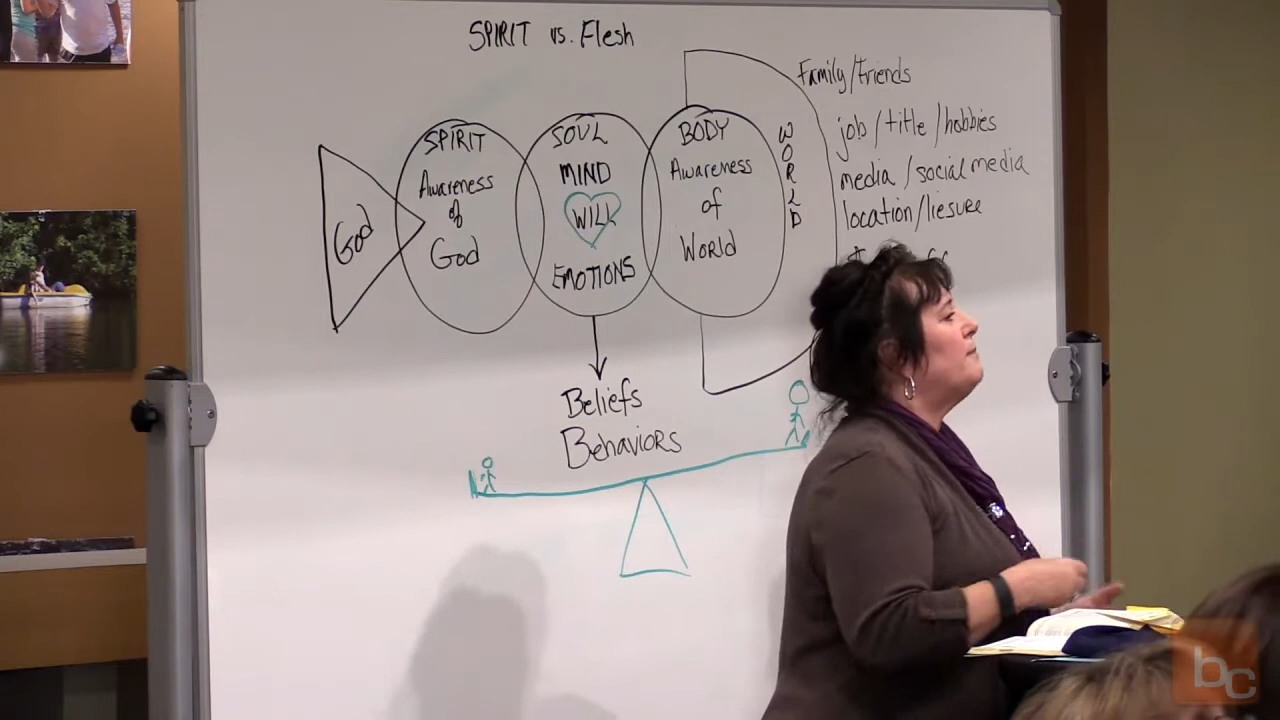 SPIRIT vs. Flesh
God
SPIRIT
Awareness
of
God
SOUL
MIND
WILL
EMOTIONS
BODY
Awareness
of
World
WORLD
Family/Friends
job/title/hobbies
media/social media
location/liesure
Beliefs
Behaviors
bc